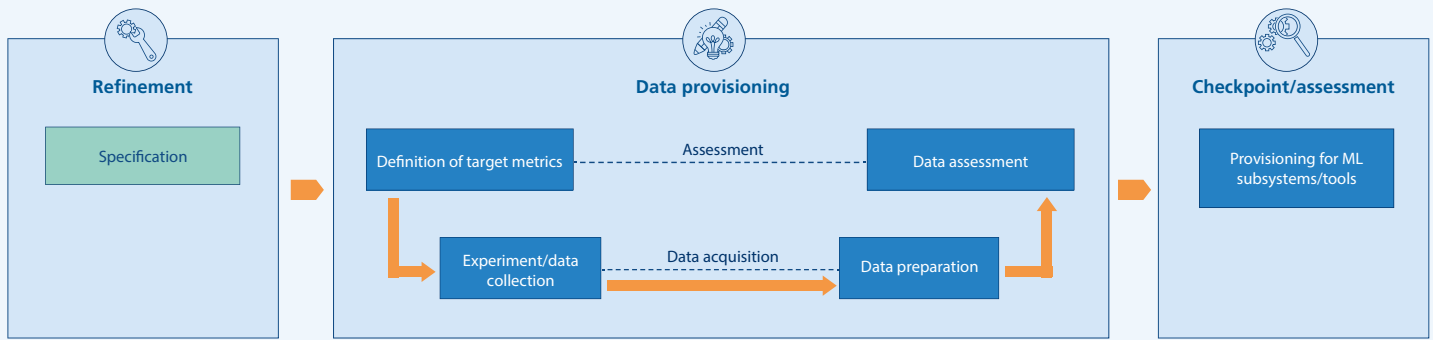 Refinement
Specification
Data provisioning
Definition of target metrics
Assessment
Data assessment
Experiment/data
collection
Data acquisition
Data preparation
Checkpoint/assessment
Provisioning for ML
subsystems/tools